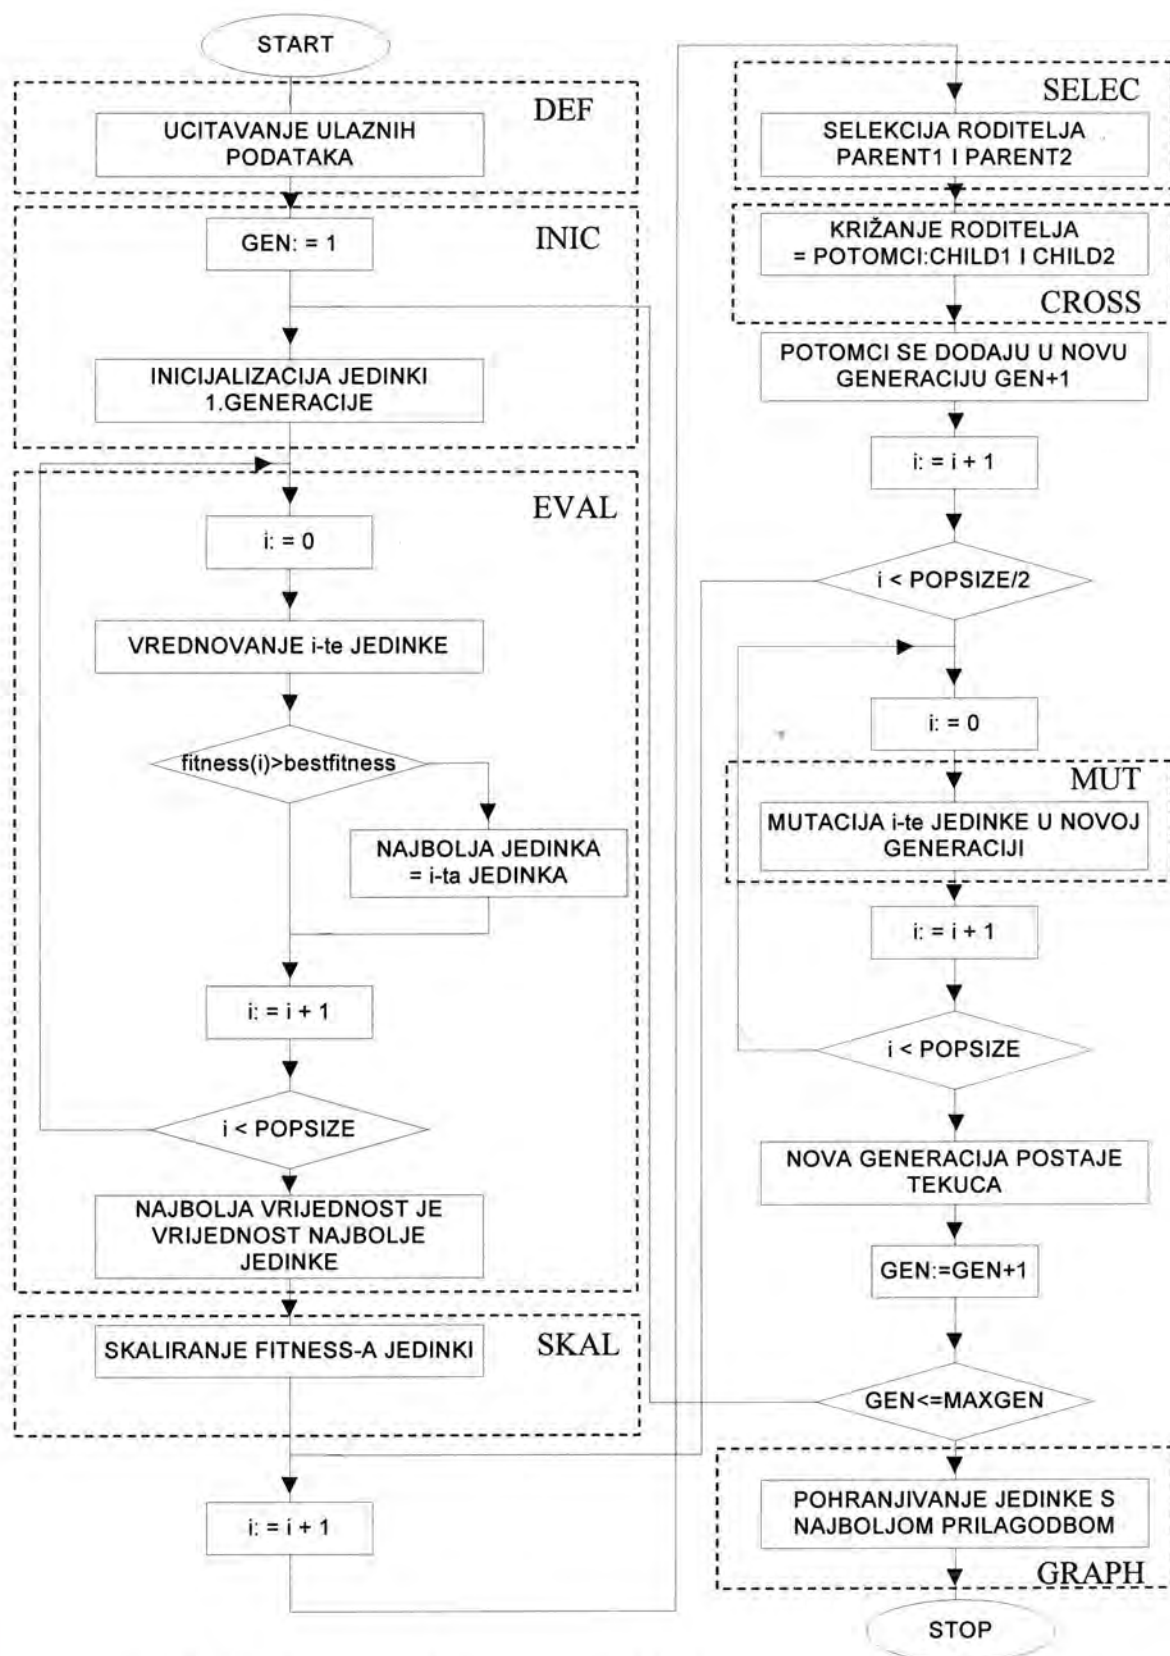 START
DEF
UCITAVANJE ULAZNIH
PODATAKA
INIC
GEN: = 1
INICIJALIZACIJA JEDINKI
1.GENERACIJE
EVAL
i: = 0
VREDNOVANJE i-te JEDINKE
fitness(i)>bestfitness
NAJBOLJA JEDINKA
= i-ta JEDINKA
i: = i + 1
i < POPSIZE
NAJBOLJA VRIJEDNOST JE
VRIJEDNOST NAJBOLJE
JEDINKE
SKALIRANJE FITNESS-A JEDINKI
SKAL
i: = i + 1
SELEC
SELEKCIJA RODITELJA
PARENT1 I PARENT2
KRIŽANJE RODITELJA
= POTOMCI:CHILD1 I CHILD2
CROSS
POTOMCI SE DODAJU U NOVU
GENERACIJU GEN+1
i: = i + 1
i < POPSIZE/2
i: = 0
MUT
MUTACIJA i-te JEDINKE U NOVOJ
GENERACIJI
i: = i + 1
i < POPSIZE
NOVA GENERACIJA POSTAJE
TEKUCA
GEN:=GEN+1
GEN<=MAXGEN
POHRANJIVANJE JEDINKE S
NAJBOLJOM PRILAGODBOM
GRAPH
STOP